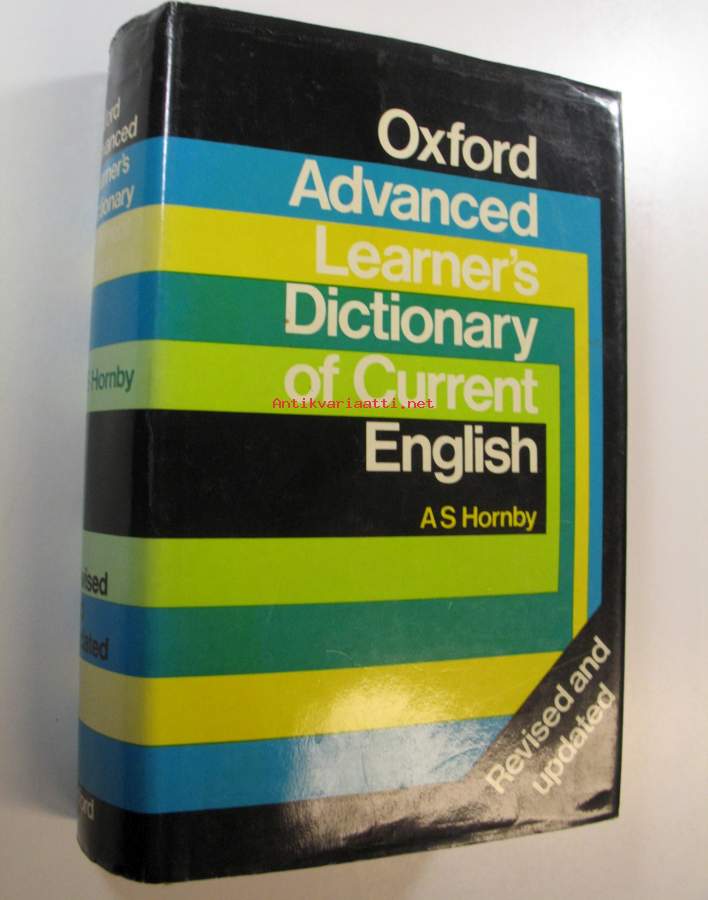 Oxford
Advanced
Learner's
Dictionary
of Current
English
A S Hornby
Revised and
updated
Antikvariaatti.net
Hornby